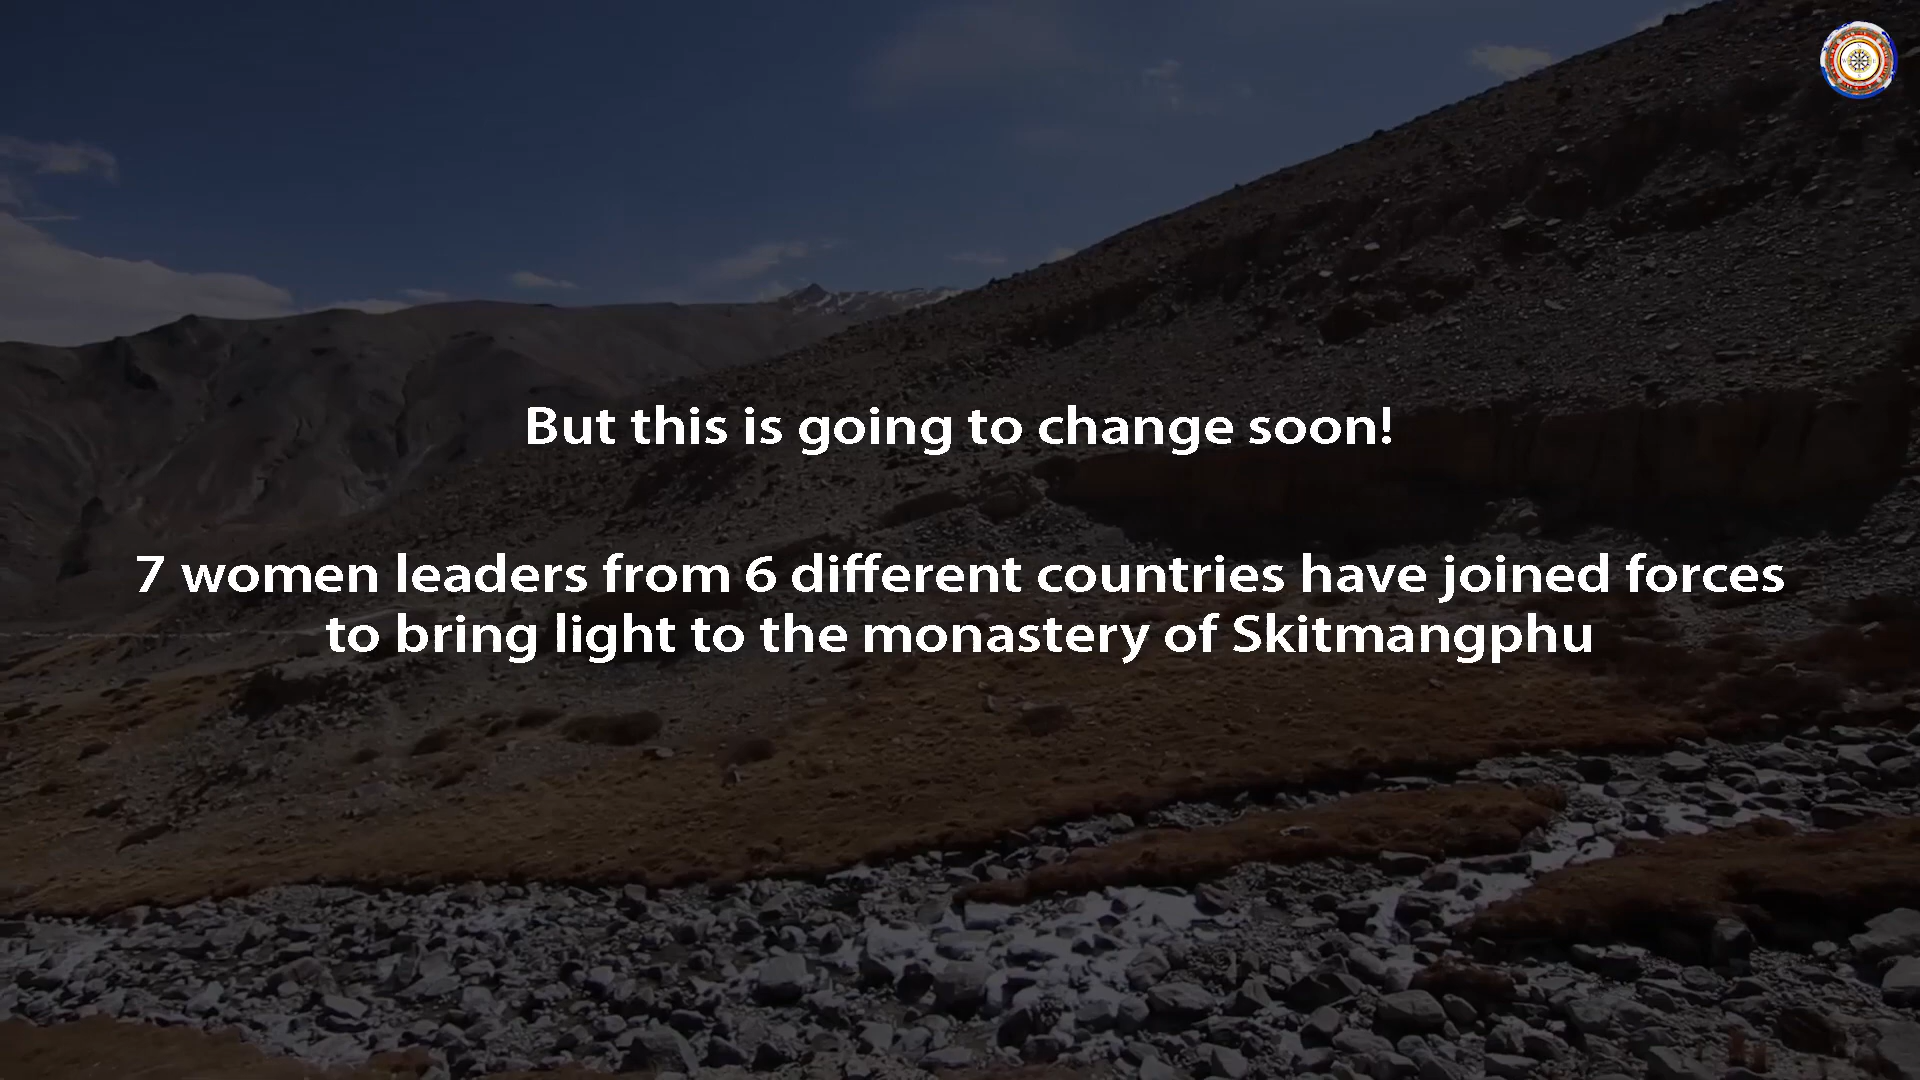 But this is going to change soon!
7 women leaders from 6 different countries have joined forces
to bring light to the monastery of Skitmangphu